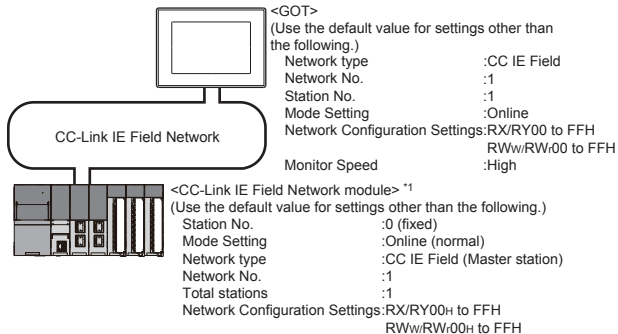 <GOT>
(Use the default value for settings other than
the following.)
Network type :CC IE Field
Network No. :1
Station No. :1
Mode Setting :Online
Network Configuration Settings:RX/RY00 to FFH
RWw/RWr00 to FFH
Monitor Speed :High
CC-Link IE Field Network
<CC-Link IE Field Network module> *1
(Use the default value for settings other than the following.)
Station No. :0 (fixed)
Mode Setting :Online (normal)
Network type :CC IE Field (Master station)
Network No. :1
Total stations :1
Network Configuration Settings:RX/RY00H to FFH
RWw/RWr00H to FFH